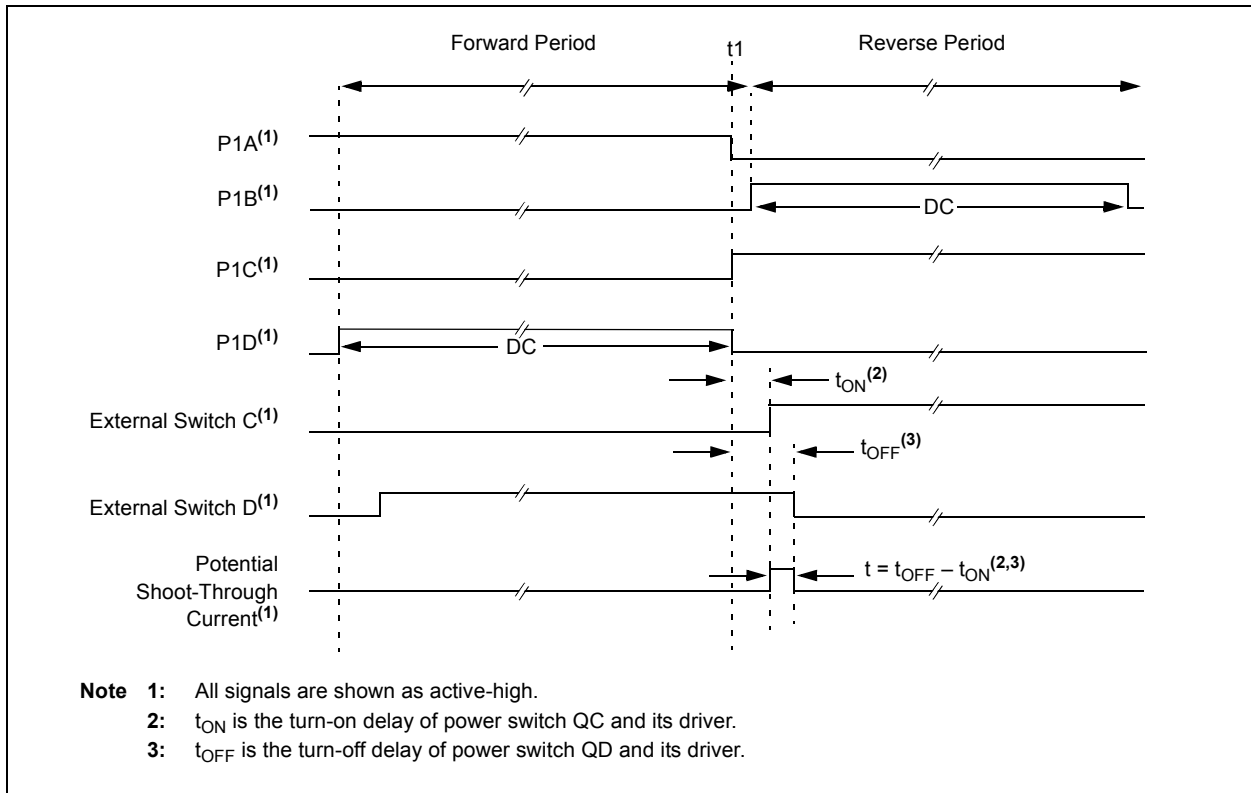 Forward Period
t1
Reverse Period
P1A(1)
P1B(1)
DC
P1C(1)
P1D(1)
DC
tON(2)
External Switch C(1)
tOFF(3)
External Switch D(1)
Potential
Shoot-Through
Current(1)
t = tOFF – tON(2,3)
Note 1: All signals are shown as active-high.
2: tON is the turn-on delay of power switch QC and its driver.
3: tOFF is the turn-off delay of power switch QD and its driver.